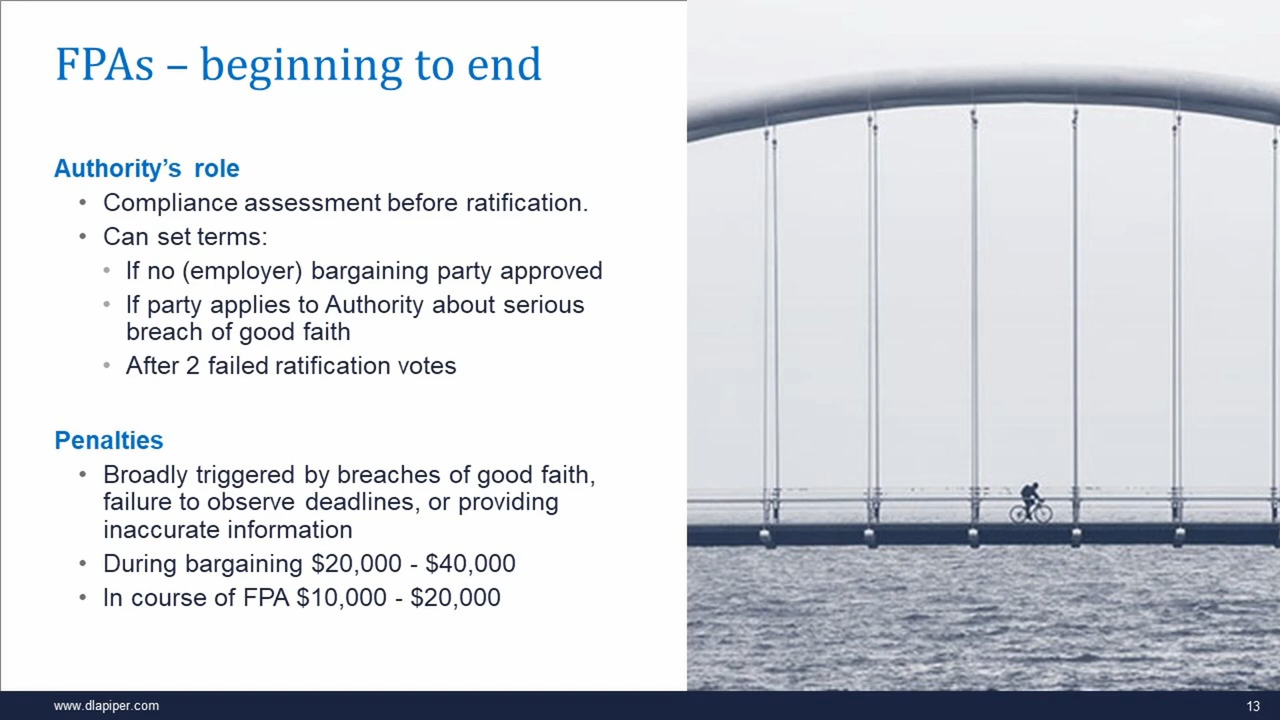 FPAs – beginning to end
Authority’s role
• Compliance assessment before ratification.
• Can set terms:
• If no (employer) bargaining party approved
• If party applies to Authority about serious
breach of good faith
• After 2 failed ratification votes
Penalties
• Broadly triggered by breaches of good faith,
failure to observe deadlines, or providing
inaccurate information
• During bargaining $20,000 - $40,000
• In course of FPA $10,000 - $20,000
www.dlapiper.com
13